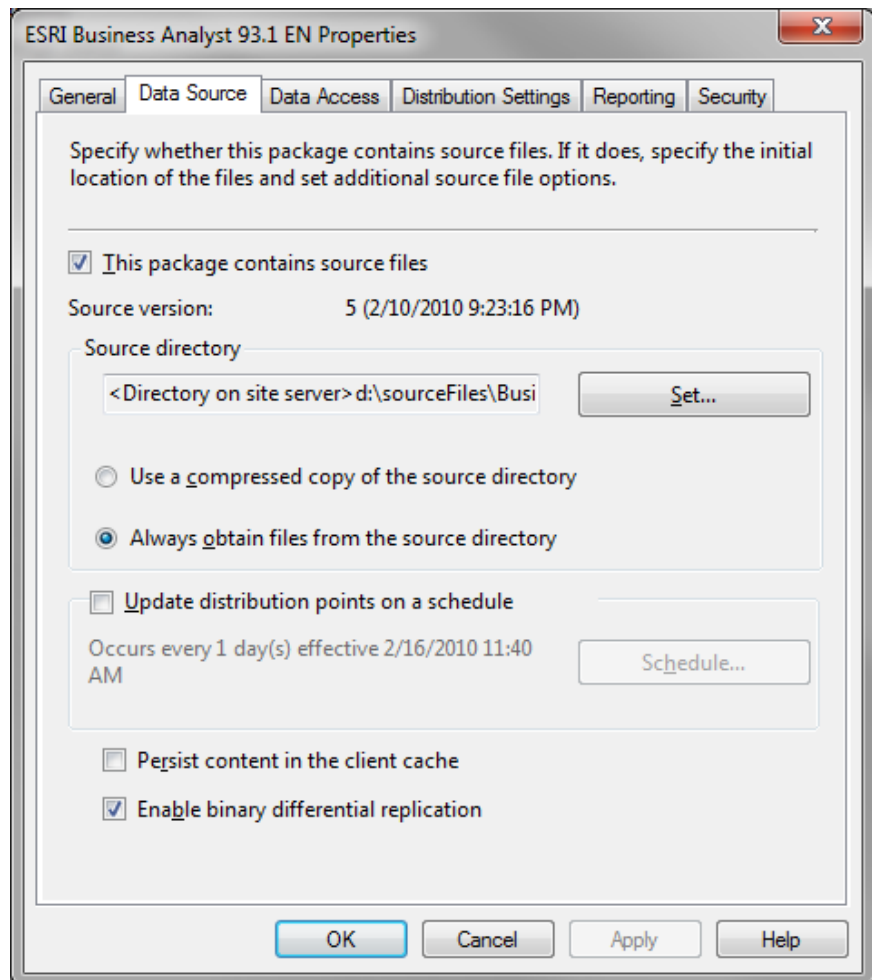 ESRI Business Analyst 93.1 EN Properties
General Data Source Data Access Distribution Settings Reporting Security
Specify whether this package contains source files. If it does, specify the initial
location of the files and set additional source file options.
This package contains source files
Source version: 5 (2/10/2010 9:23:16 PM)
Source directory
<Directory on site server>d:\sourceFiles\Busi
Set...
Use a compressed copy of the source directory
Always obtain files from the source directory
Update distribution points on a schedule
Occurs every 1 day(s) effective 2/16/2010 11:40
AM
Schedule...
Persist content in the client cache
Enable binary differential replication
OK Cancel Apply Help